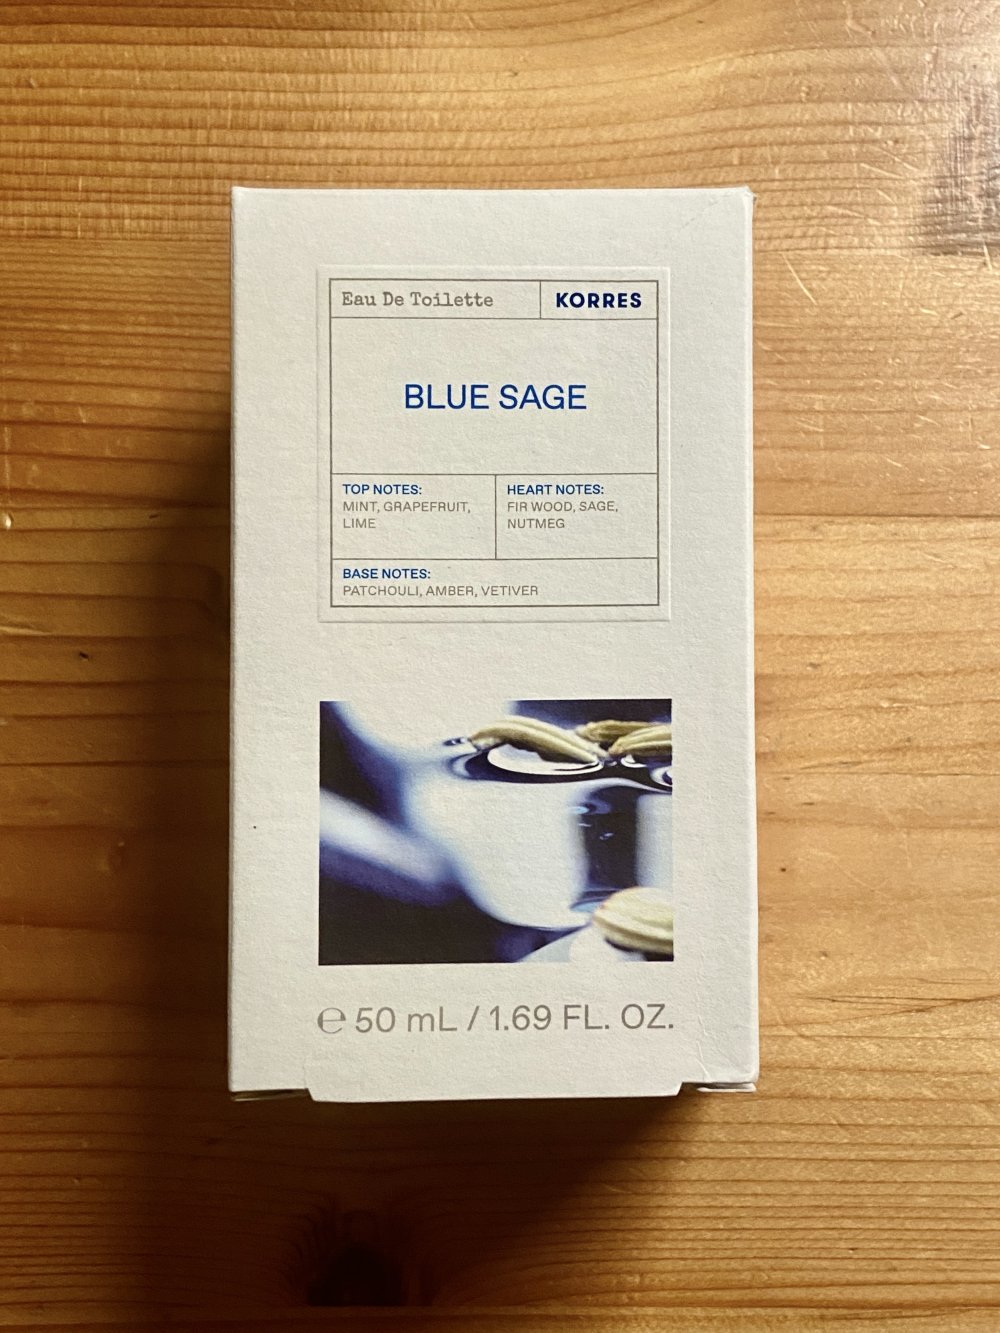 Eau De Toilette
KORRES
BLUE SAGE
TOP NOTES:
MINT, GRAPEFRUIT,
LIME
HEART NOTES:
FIR WOOD, SAGE,
NUTMEG
BASE NOTES:
PATCHOULI, AMBER, VETIVER
℮ 50 mL / 1.69 FL. OZ.